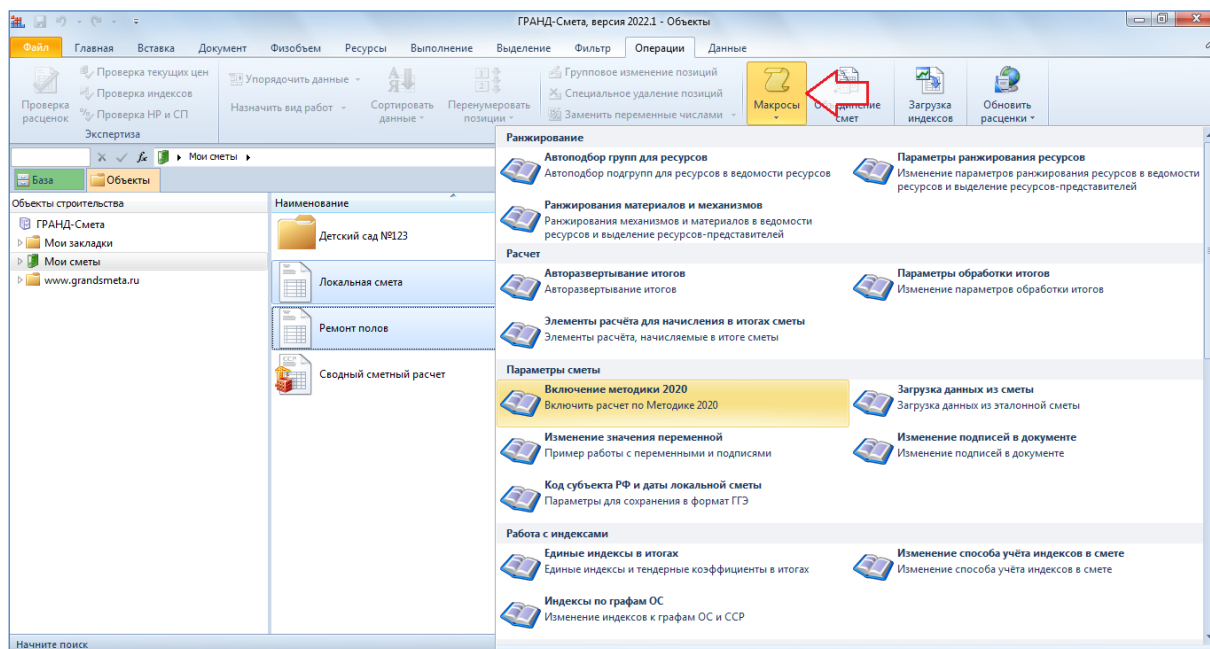 ГРАНД-Смета, версия 2022.1 - Объекты
Файл Главная Вставка Документ Физобъем Ресурсы Выполнение Выделение Фильтр Операции Данные
Проверка расценок
Проверка текущих цен
Проверка индексов
Проверка НР и СП
Экспертиза
Упорядочить данные
Назначить вид работ
Сортировать данные
Перенумеровать позиции
Групповое изменение позиций
Специальное удаление позиций
Заменить переменные числами
Макросы
смет
Загрузка индексов
Обновить расценки
fx Мои сметы
База Объекты
Объекты строительства
ГРАНД-Смета
Мои закладки
Мои сметы
www.grandsmeta.ru
Наименование
Детский сад №123
Локальная смета
Ремонт полов
ССР
Сводный сметный расчет
Ранжирование
Автоподбор групп для ресурсов
Автоподбор подгрупп для ресурсов в ведомости ресурсов
Параметры ранжирования ресурсов
Изменение параметров ранжирования ресурсов в ведомости
ресурсов и выделение ресурсов-представителей
Ранжирования материалов и механизмов
Ранжирования механизмов и материалов в ведомости
ресурсов и выделение ресурсов-представителей
Расчет
Авторазвертывание итогов
Авторазвертывание итогов
Параметры обработки итогов
Изменение параметров обработки итогов
Элементы расчёта для начисления в итогах сметы
Элементы расчёта, начисляемые в итоге сметы
Параметры сметы
Включение методики 2020
Включить расчет по Методике 2020
Загрузка данных из сметы
Загрузка данных из эталонной сметы
Изменение значения переменной
Пример работы с переменными и подписями
Изменение подписей в документе
Изменение подписей в документе
Код субъекта РФ и даты локальной сметы
Параметры для сохранения в формат ГГЭ
Работа с индексами
Единые индексы в итогах
Единые индексы и тендерные коэффициенты в итогах
Изменение способа учёта индексов в смете
Изменение способа учёта индексов в смете
Индексы по графам ОС
Изменение индексов к графам ОС и ССР
Начните поиск